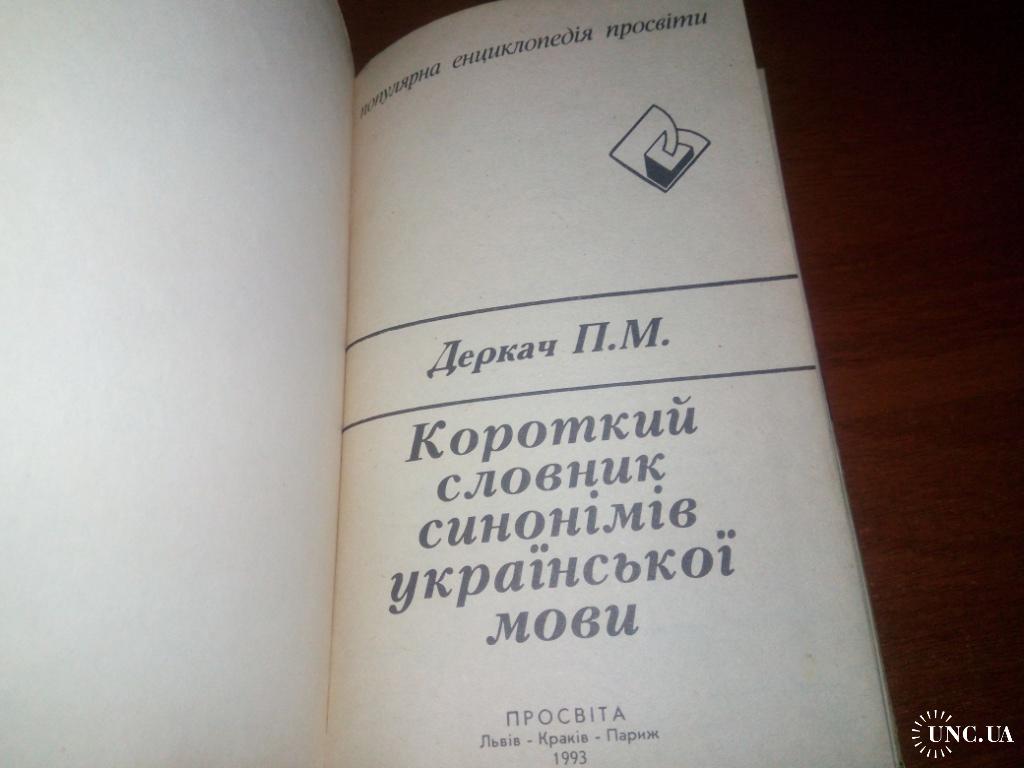 популярна енциклопедія просвіти
Деркач П.М.
Короткий
словник
синонімів
української
мови
ПРОСВІТА
Львів - Краків - Париж
1993
UNC.UA